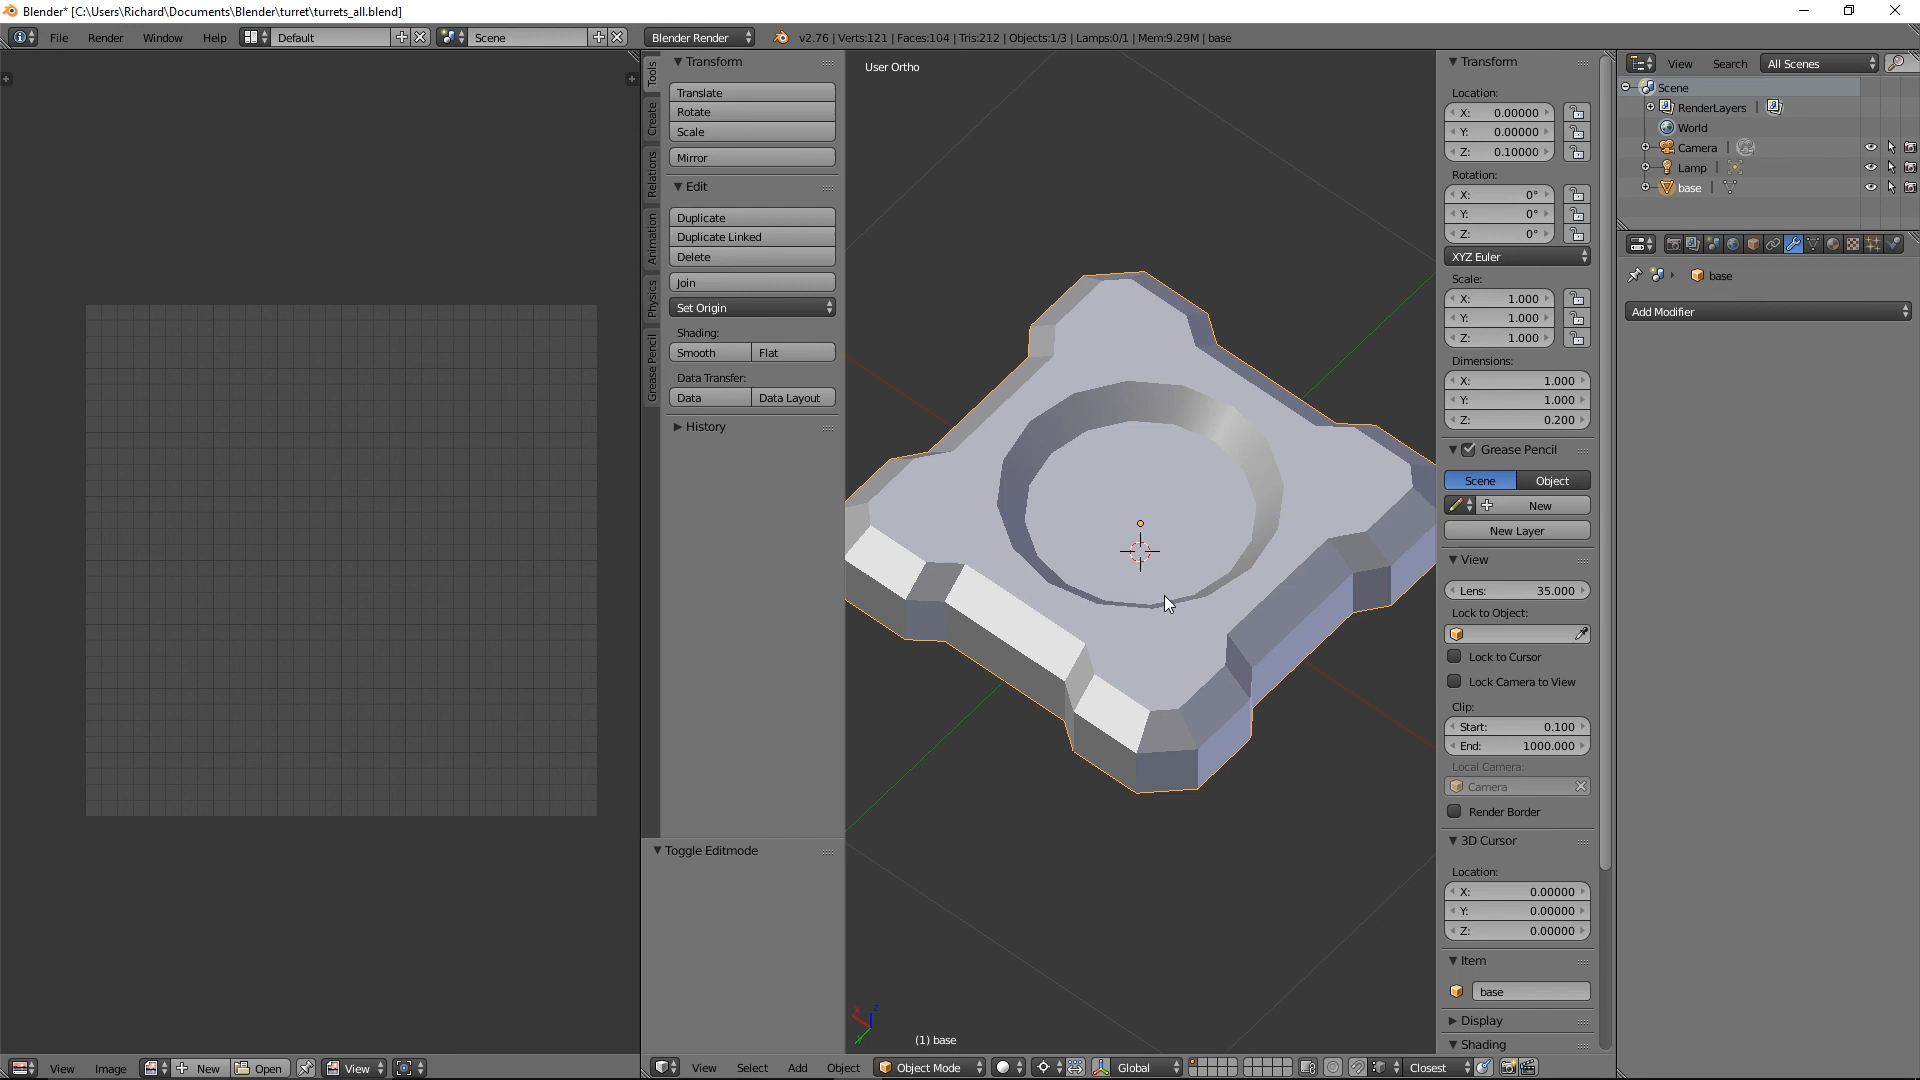 Blender* [C:\Users\Richard\Documents\Blender\turret\turrets_all.blend]
File Render Window Help Default Scene Blender Render v2.76 | Verts:121 | Faces:104 | Tris:212 | Objects:1/3 | Lamps:0/1 | Mem:9.29M | base
Tools
Create
Relations
Animation
Physics
Grease Pencil
Transform
Translate
Rotate
Scale
Mirror
Edit
Duplicate
Duplicate Linked
Delete
Join
Set Origin
Shading:
Smooth Flat
Data Transfer:
Data Data Layout
History
Toggle Editmode
User Ortho
(1) base
Transform
Location:
X: 0.00000
Y: 0.00000
Z: 0.10000
Rotation:
X: 0°
Y: 0°
Z: 0°
XYZ Euler
Scale:
X: 1.000
Y: 1.000
Z: 1.000
Dimensions:
X: 1.000
Y: 1.000
Z: 0.200
Grease Pencil
Scene Object
New
New Layer
View
Lens: 35.000
Lock to Object:
Lock to Cursor
Lock Camera to View
Clip:
Start: 0.100
End: 1000.000
Local Camera:
Camera
Render Border
3D Cursor
Location:
X: 0.00000
Y: 0.00000
Z: 0.00000
Item
base
Display
Shading
View Search All Scenes
Scene
RenderLayers
World
Camera
Lamp
base
base
Add Modifier
View Image New Open View
View Select Add Object Object Mode Global Closest